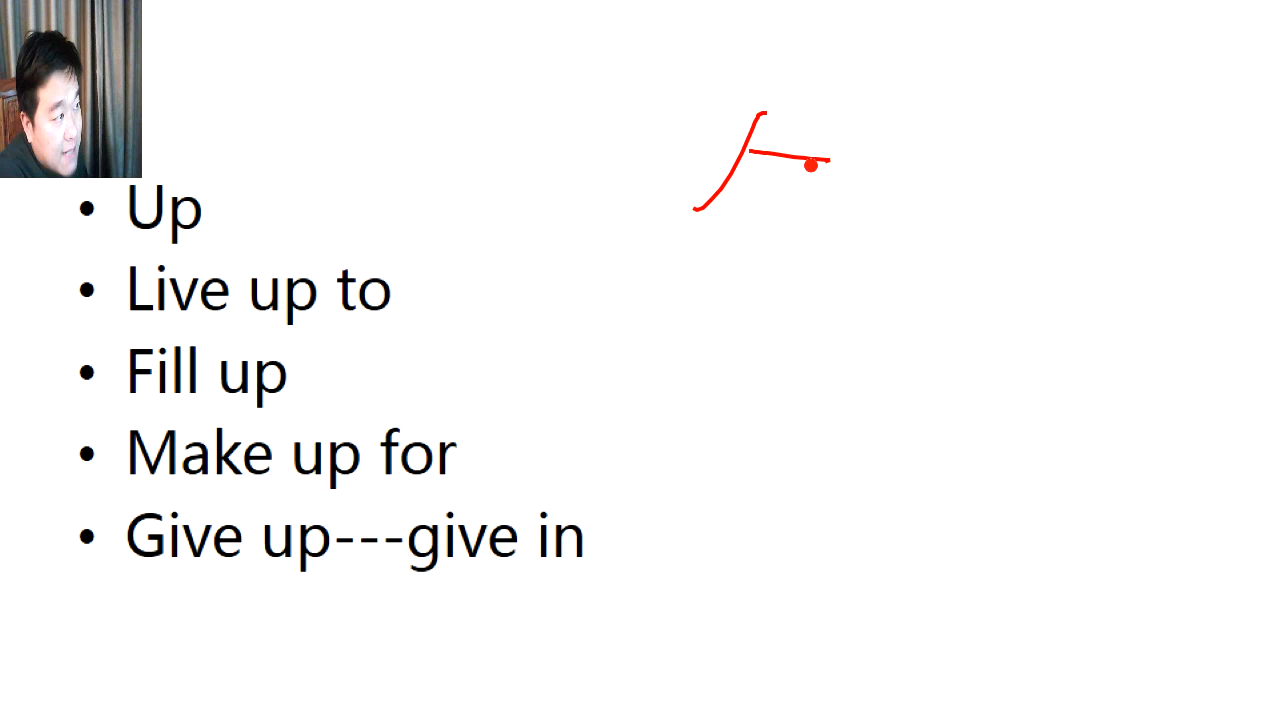 • Up
• Live up to
• Fill up
• Make up for
• Give up---give in